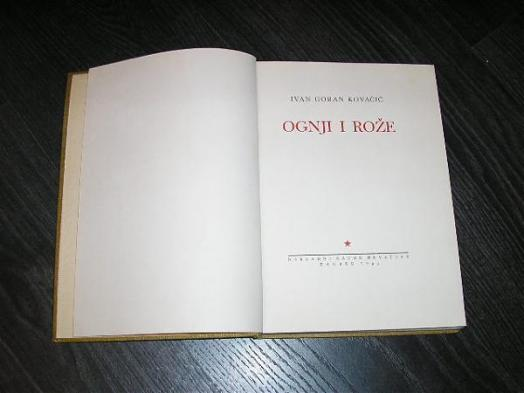 IVAN GORAN KOVAČIĆ
OGNJI I ROŽE
NAKLADNI ZAVOD HRVATSKE
ZAGREB